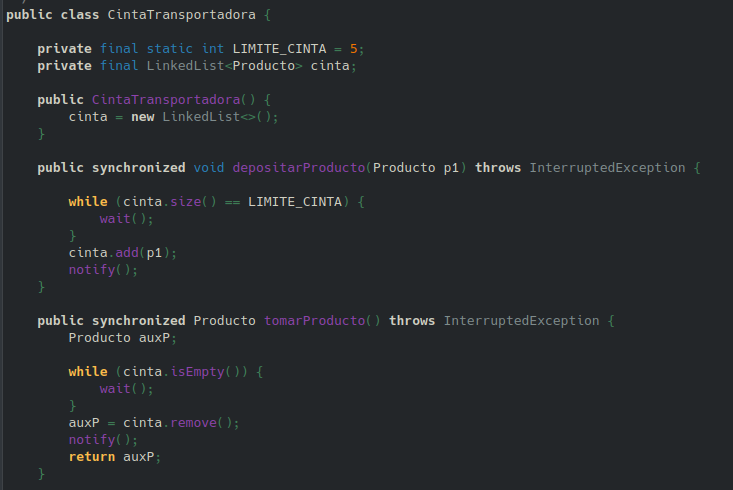 public class CintaTransportadora {
private final static int LIMITE_CINTA = 5;
private final LinkedList<Producto> cinta;
public CintaTransportadora() {
cinta = new LinkedList<>();
}
public synchronized void depositarProducto(Producto p1) throws InterruptedException {
while (cinta.size() == LIMITE_CINTA) {
wait();
}
cinta.add(p1);
notify();
}
public synchronized Producto tomarProducto() throws InterruptedException {
Producto auxP;
while (cinta.isEmpty()) {
wait();
}
auxP = cinta.remove();
notify();
return auxP;
}